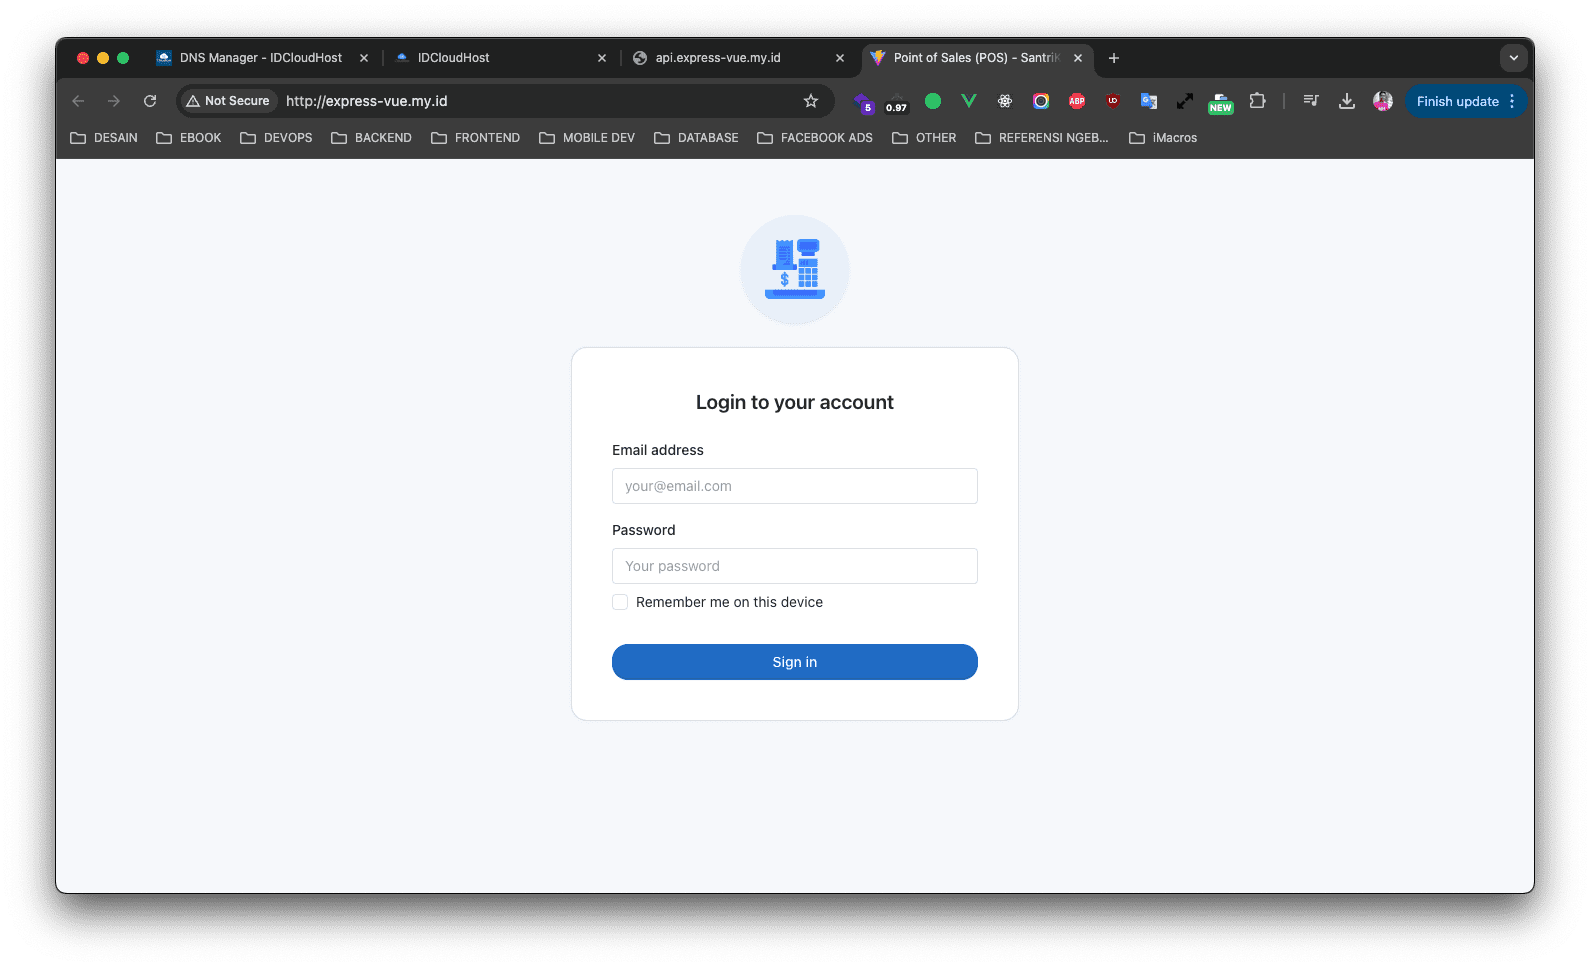 DNS Manager - IDCloudHost
IDCloudHost
api.express-vue.my.id
Point of Sales (POS) - SantriK
Not Secure
http://express-vue.my.id
5
0.97
ABP
NEW
Finish update
DESAIN
EBOOK
DEVOPS
BACKEND
FRONTEND
MOBILE DEV
DATABASE
FACEBOOK ADS
OTHER
REFERENSI NGEB...
iMacros
$
Login to your account
Email address
your@email.com
Password
Your password
Remember me on this device
Sign in